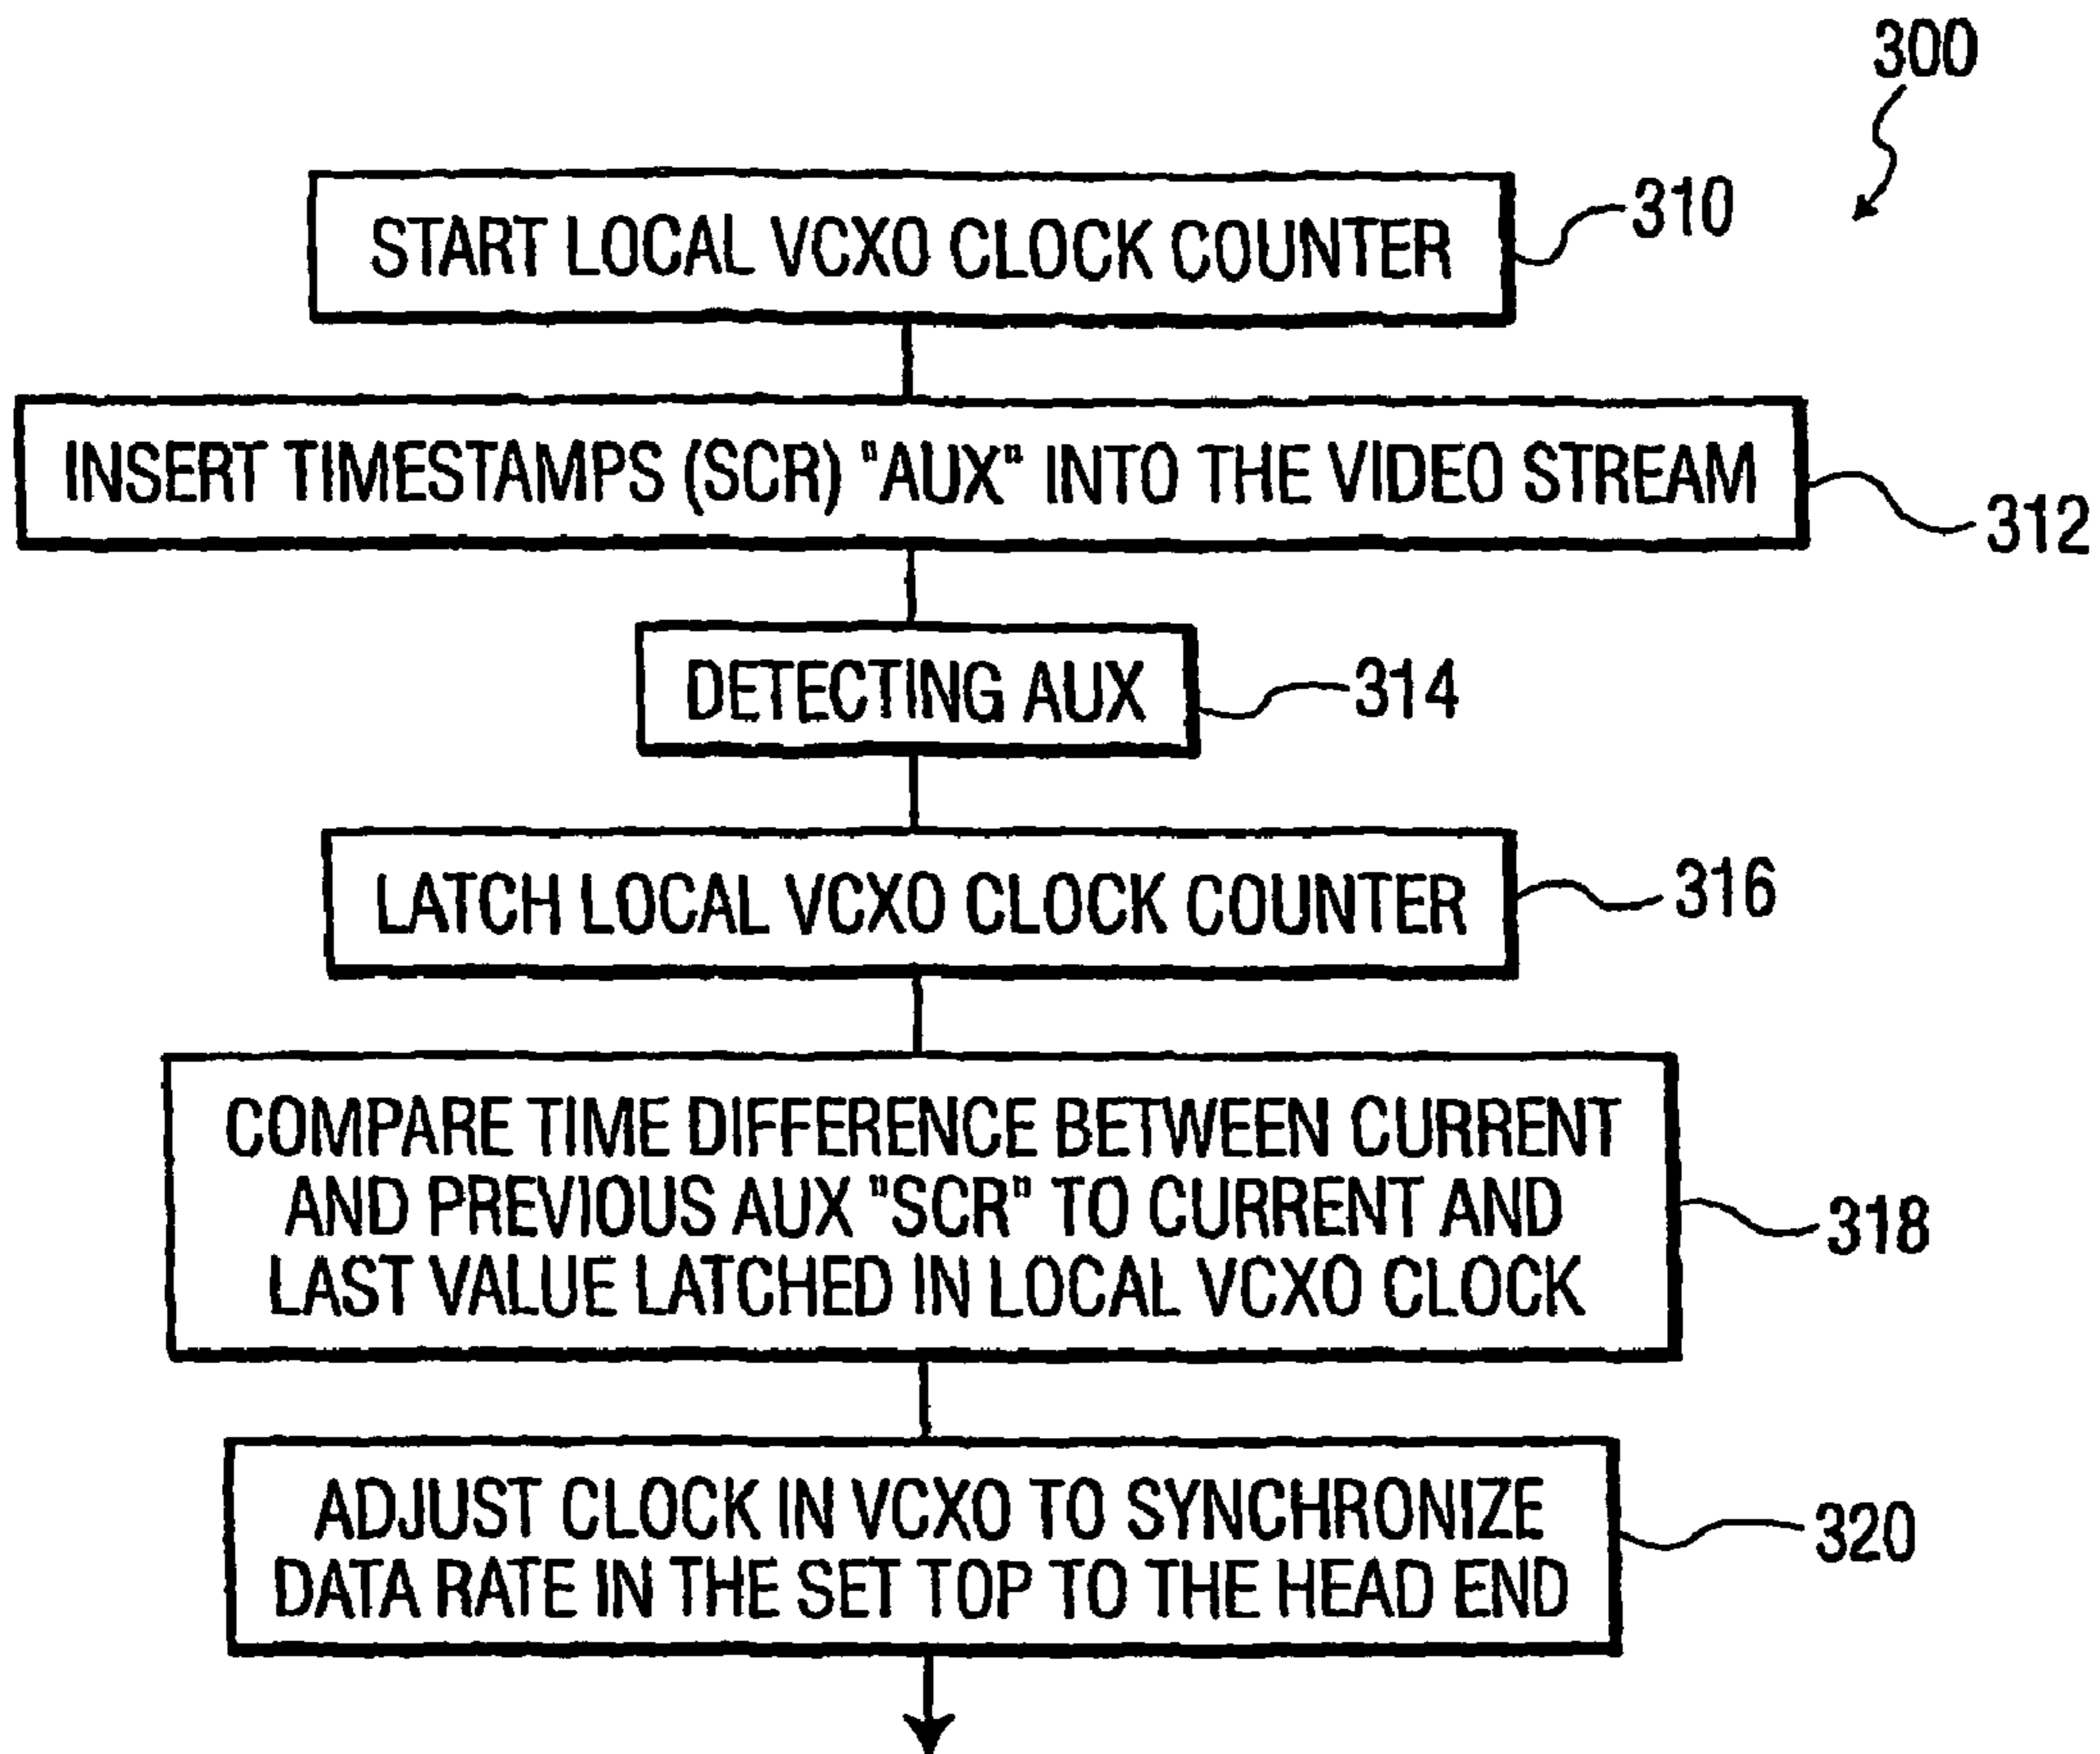 300
START LOCAL VCXO CLOCK COUNTER
310
INSERT TIMESTAMPS (SCR) "AUX" INTO THE VIDEO STREAM
312
DETECTING AUX
314
LATCH LOCAL VCXO CLOCK COUNTER
316
COMPARE TIME DIFFERENCE BETWEEN CURRENT
AND PREVIOUS AUX "SCR" TO CURRENT AND
LAST VALUE LATCHED IN LOCAL VCXO CLOCK
318
ADJUST CLOCK IN VCXO TO SYNCHRONIZE
DATA RATE IN THE SET TOP TO THE HEAD END
320